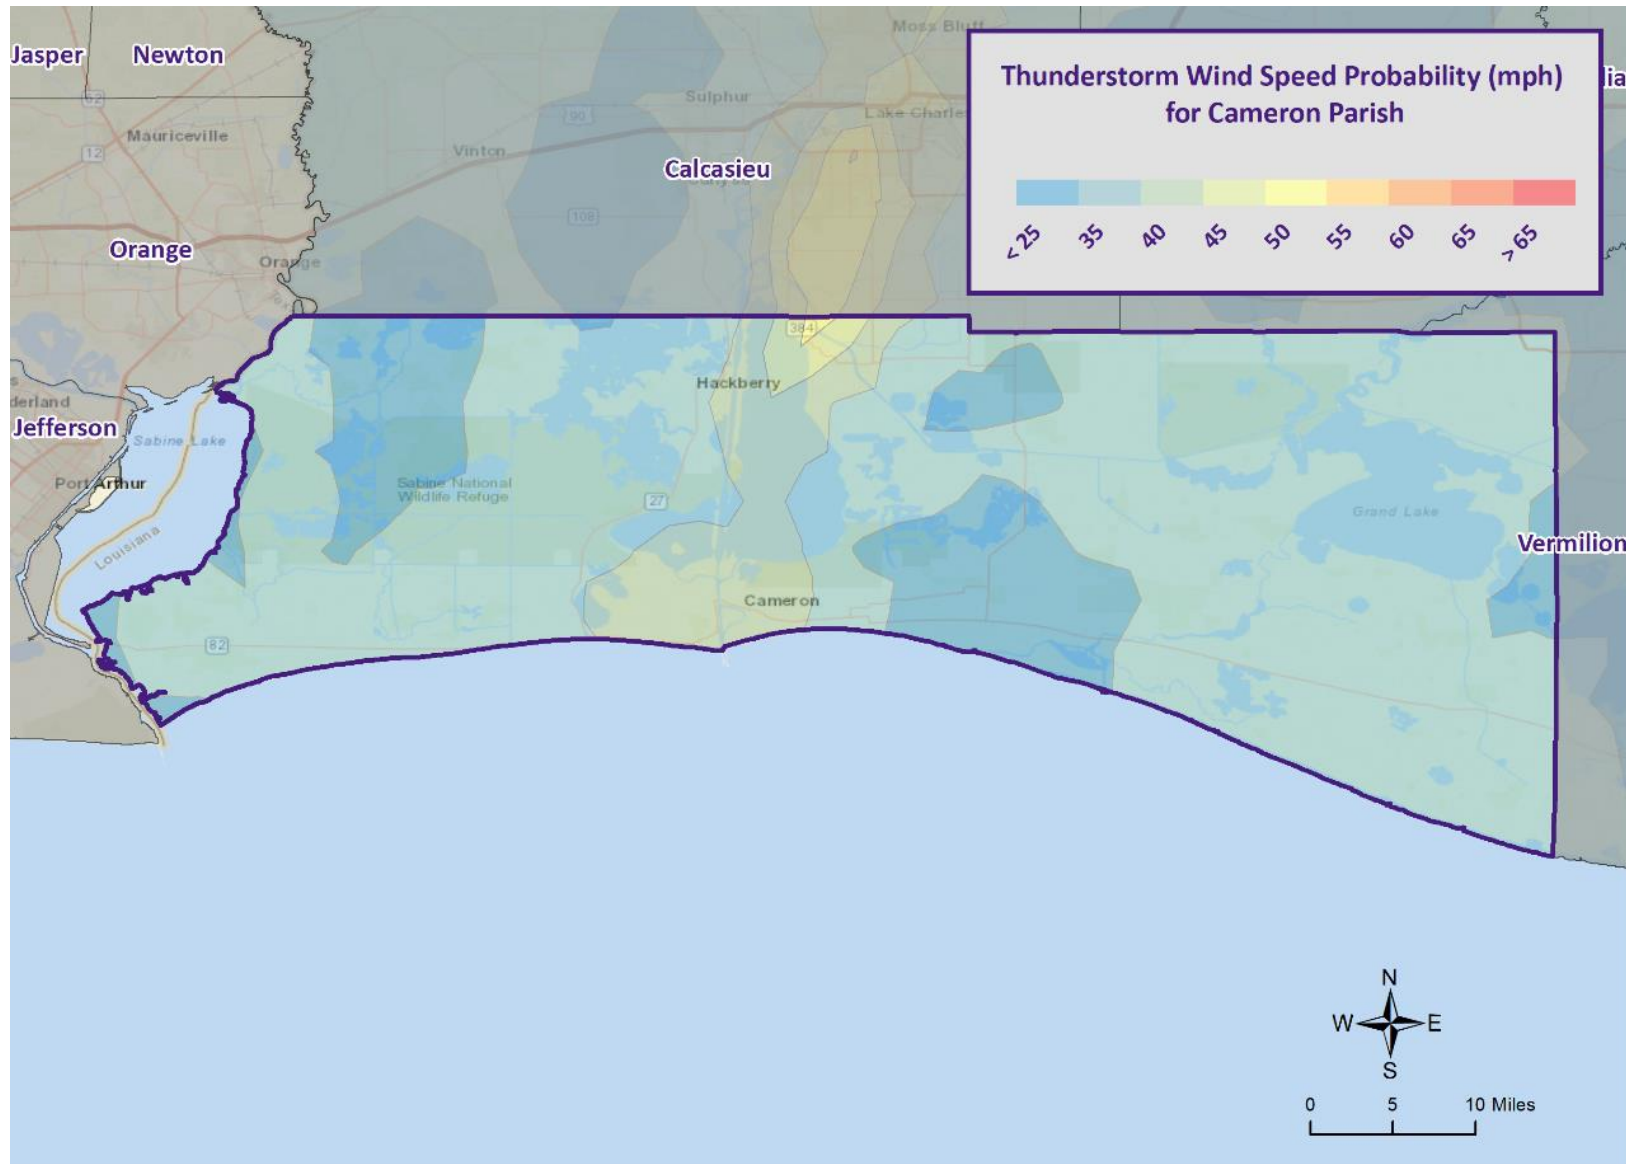 Moss Bluff
Jasper
Newton
Thunderstorm Wind Speed Probability (mph)
for Cameron Parish
62
Sulphur
90
Lake Charles
Mauriceville
12
Vinton
Calcasieu
108
Orange
Orange
< 25
35
40
45
50
55
60
65
> 65
384
Hackberry
Jefferson
Sabine Lake
Port Arthur
Sabine National
Wildlife Refuge
27
Grand Lake
Louisiana
Vermilion
Cameron
82
N
W
E
S
0
5
10 Miles